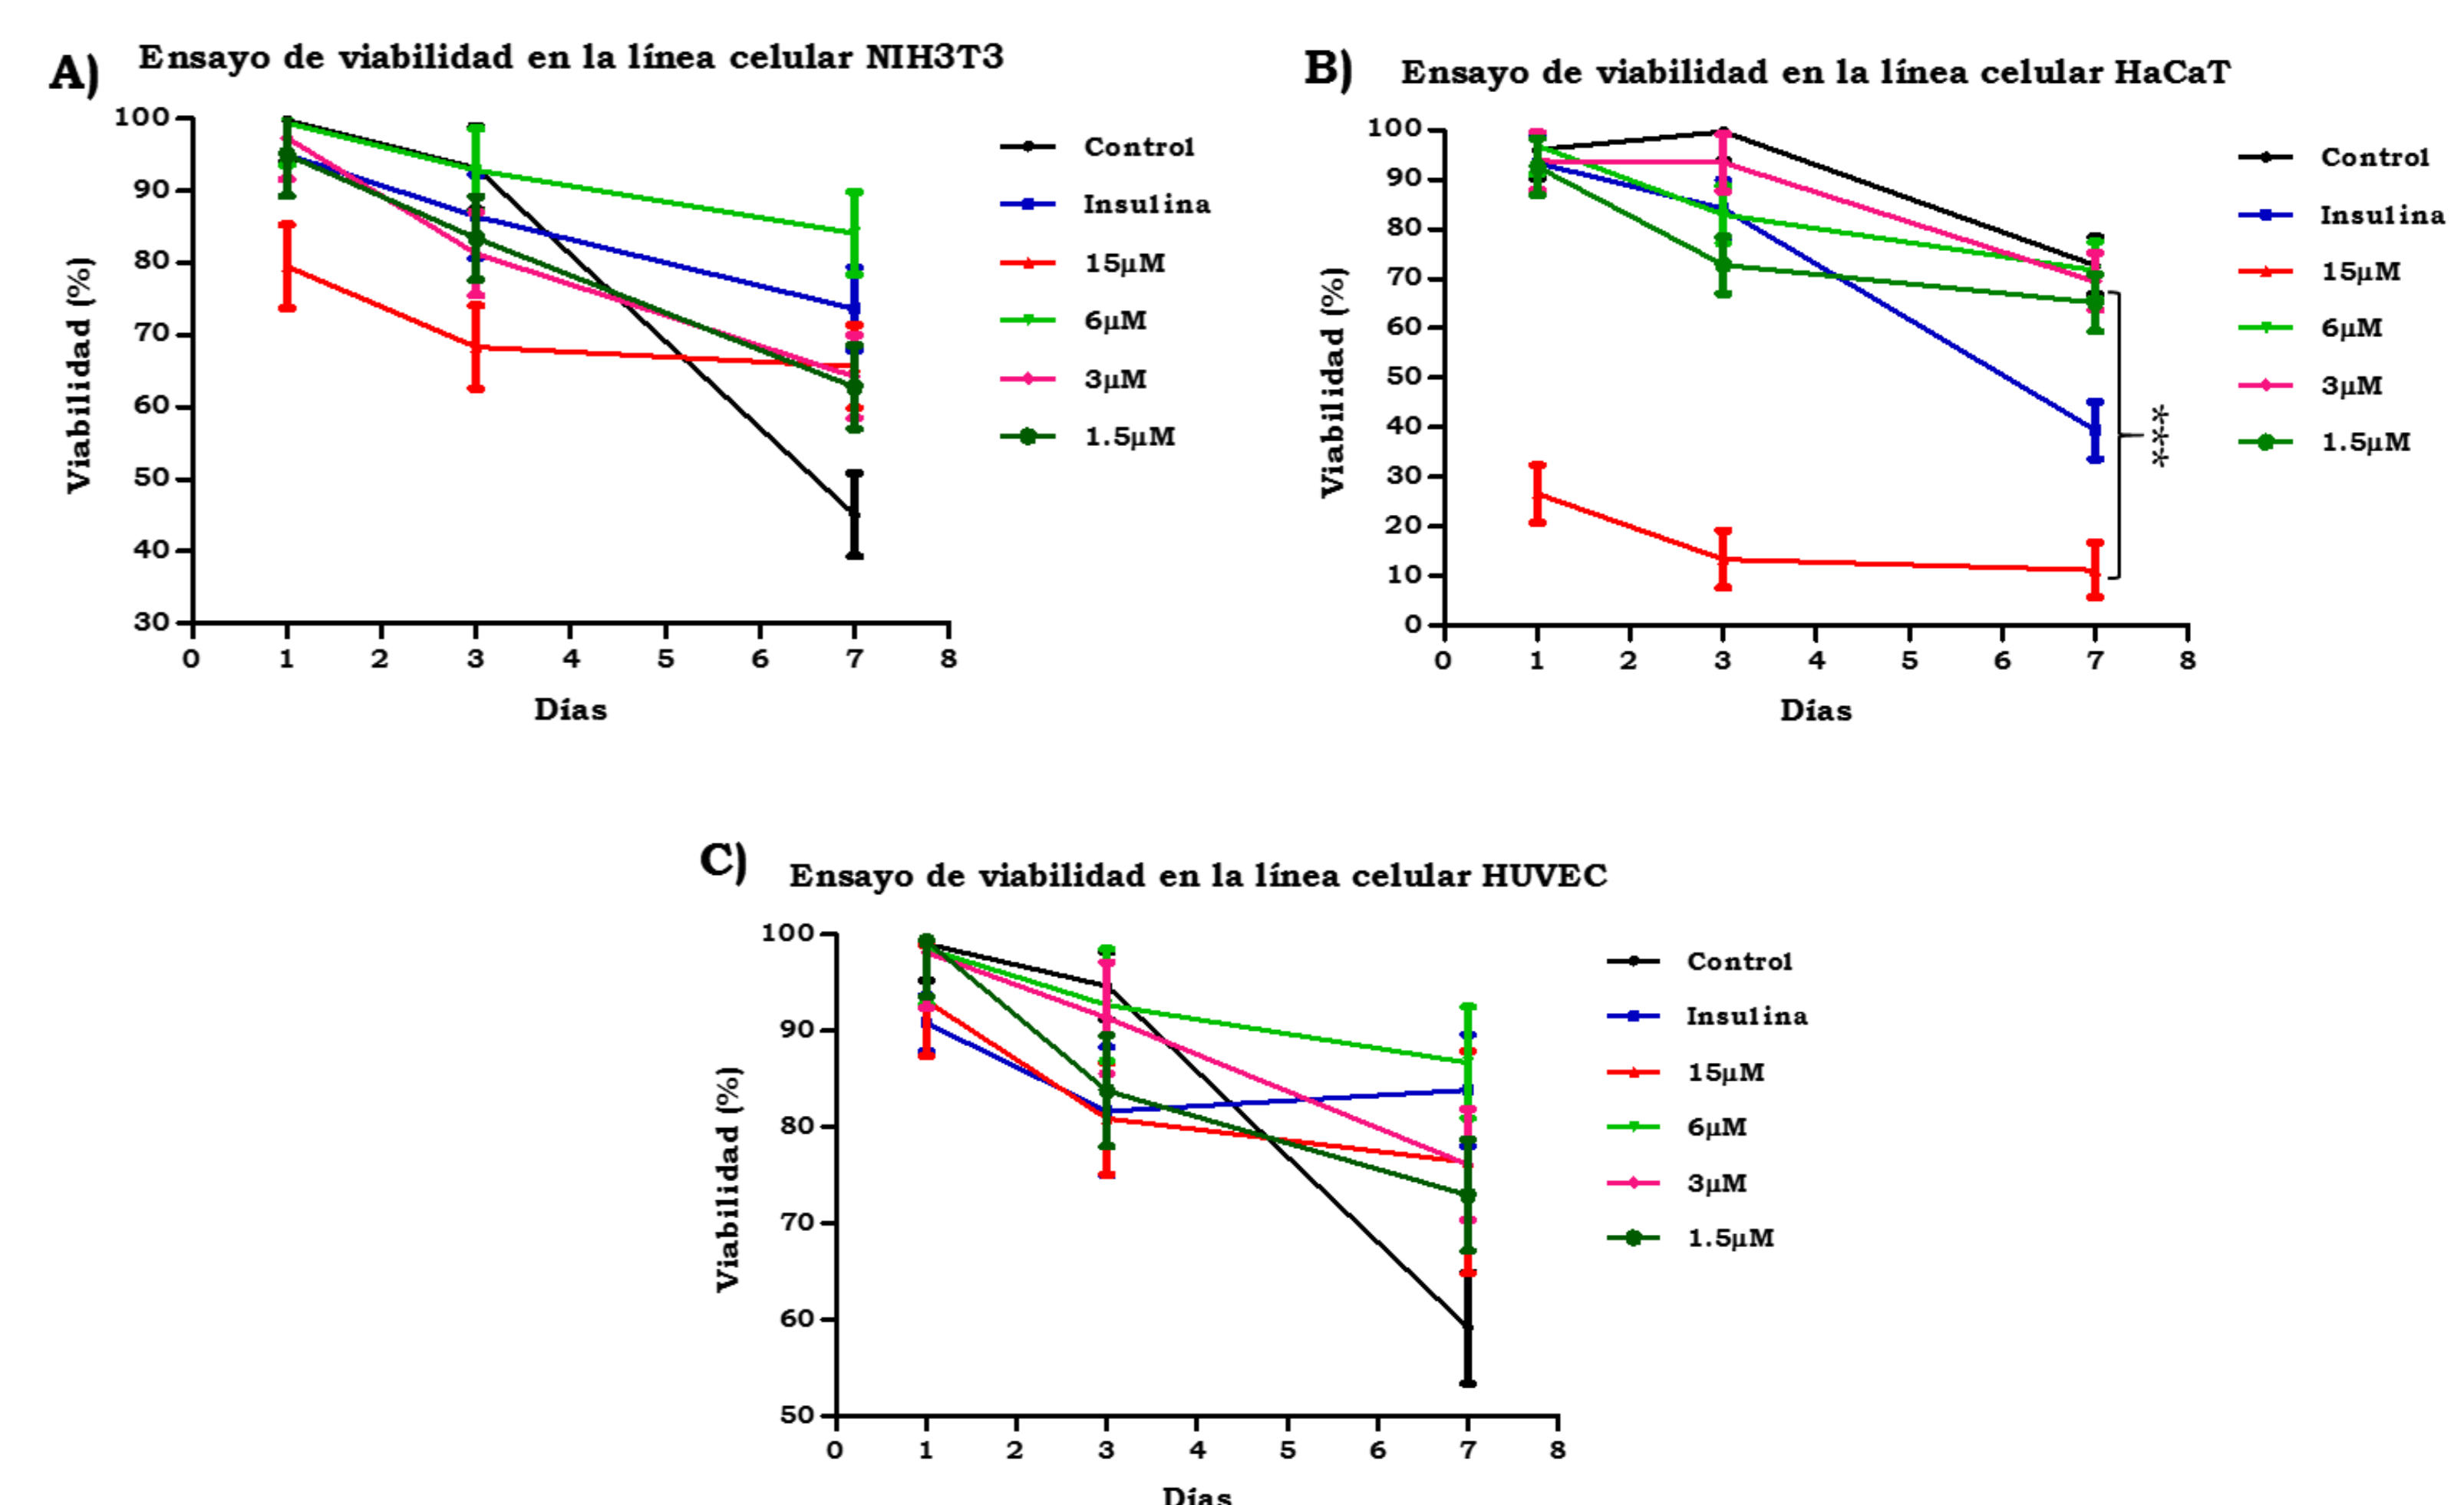 A)
Ensayo de viabilidad en la línea celular NIH3T3
Viabilidad (%)
100
90
80
70
60
50
40
30
0 1 2 3 4 5 6 7 8
Días
Control
Insulina
15µM
6µM
3µM
1.5µM
B)
Ensayo de viabilidad en la línea celular HaCaT
Viabilidad (%)
100
90
80
70
60
50
40
30
20
10
0
0 1 2 3 4 5 6 7 8
Días
***
Control
Insulina
15µM
6µM
3µM
1.5µM
C)
Ensayo de viabilidad en la línea celular HUVEC
Viabilidad (%)
100
90
80
70
60
50
0 1 2 3 4 5 6 7 8
Días
Control
Insulina
15µM
6µM
3µM
1.5µM